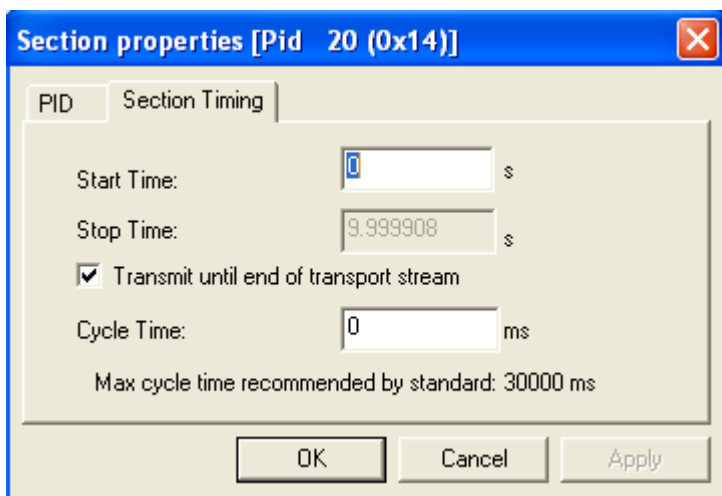 Section properties [Pid   20 (0x14)]
PID Section Timing
Start Time: 0 s
Stop Time: 9.999908 s
Transmit until end of transport stream
Cycle Time: 0 ms
Max cycle time recommended by standard: 30000 ms
OK Cancel Apply